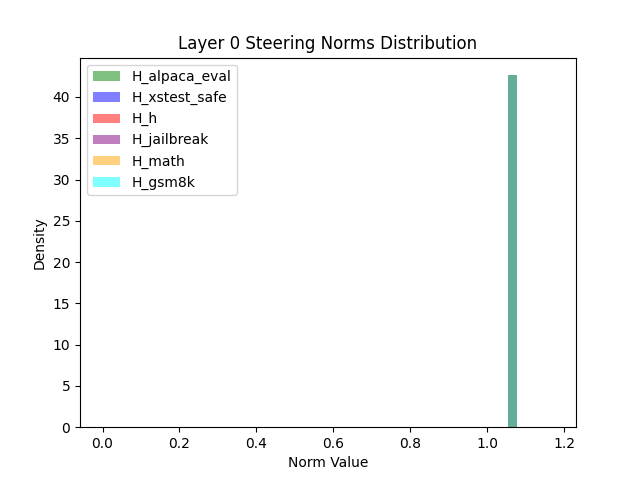 Layer 0 Steering Norms Distribution
H_alpaca_eval
H_xstest_safe
H_h
H_jailbreak
H_math
H_gsm8k
Density
40
35
30
25
20
15
10
5
0
0.0 0.2 0.4 0.6 0.8 1.0 1.2
Norm Value